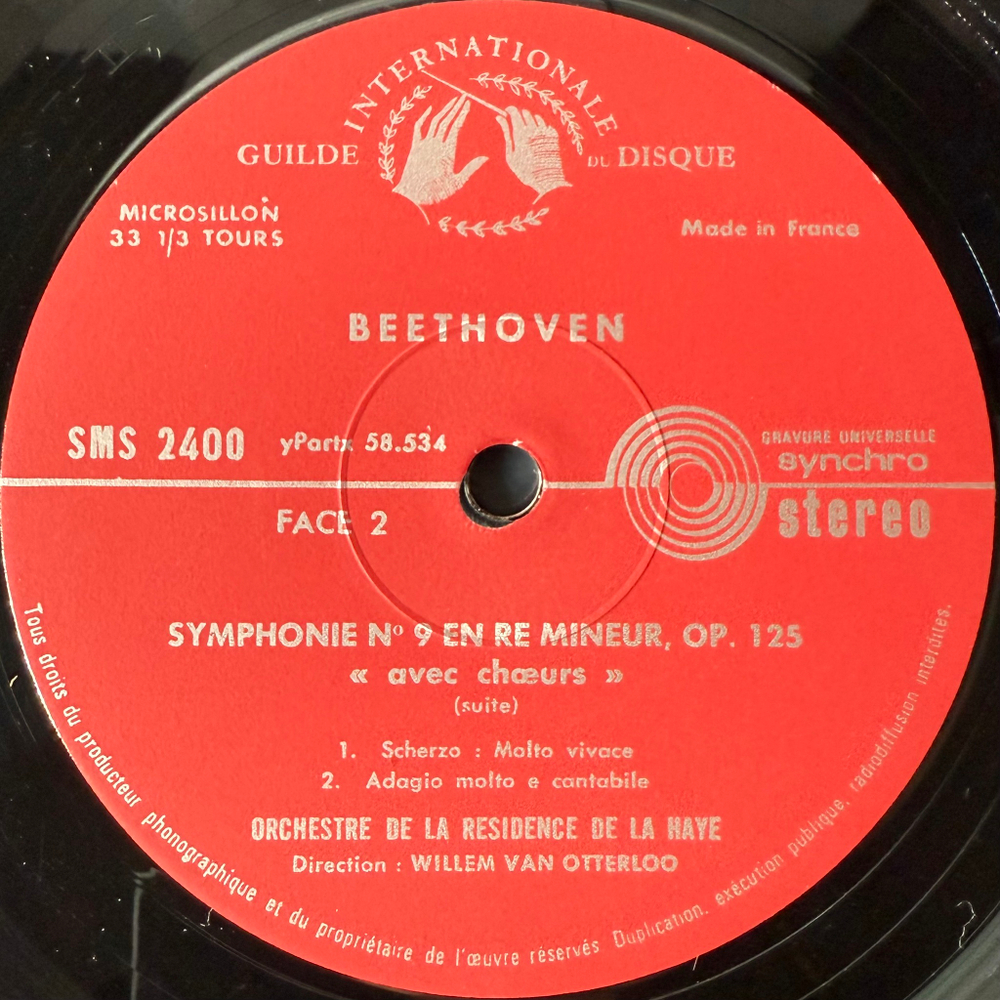 GUILDE INTERNATIONALE DU DISQUE
MICROSILLON
33 1/3 TOURS
Made in France
BEETHOVEN
SMS 2400
yPartx 58.534
GRAVURE UNIVERSELLE
synchro
stereo
FACE 2
SYMPHONIE No 9 EN RE MINEUR, OP. 125
« avec chœurs »
(suite)
1. Scherzo : Molto vivace
2. Adagio molto e cantabile
ORCHESTRE DE LA RESIDENCE DE LA HAYE
Direction : WILLEM VAN OTTERLOO
Tous droits du producteur phonographique et du propriétaire de l'œuvre réservés Duplication, exécution publique, radiodiffusion interdites.